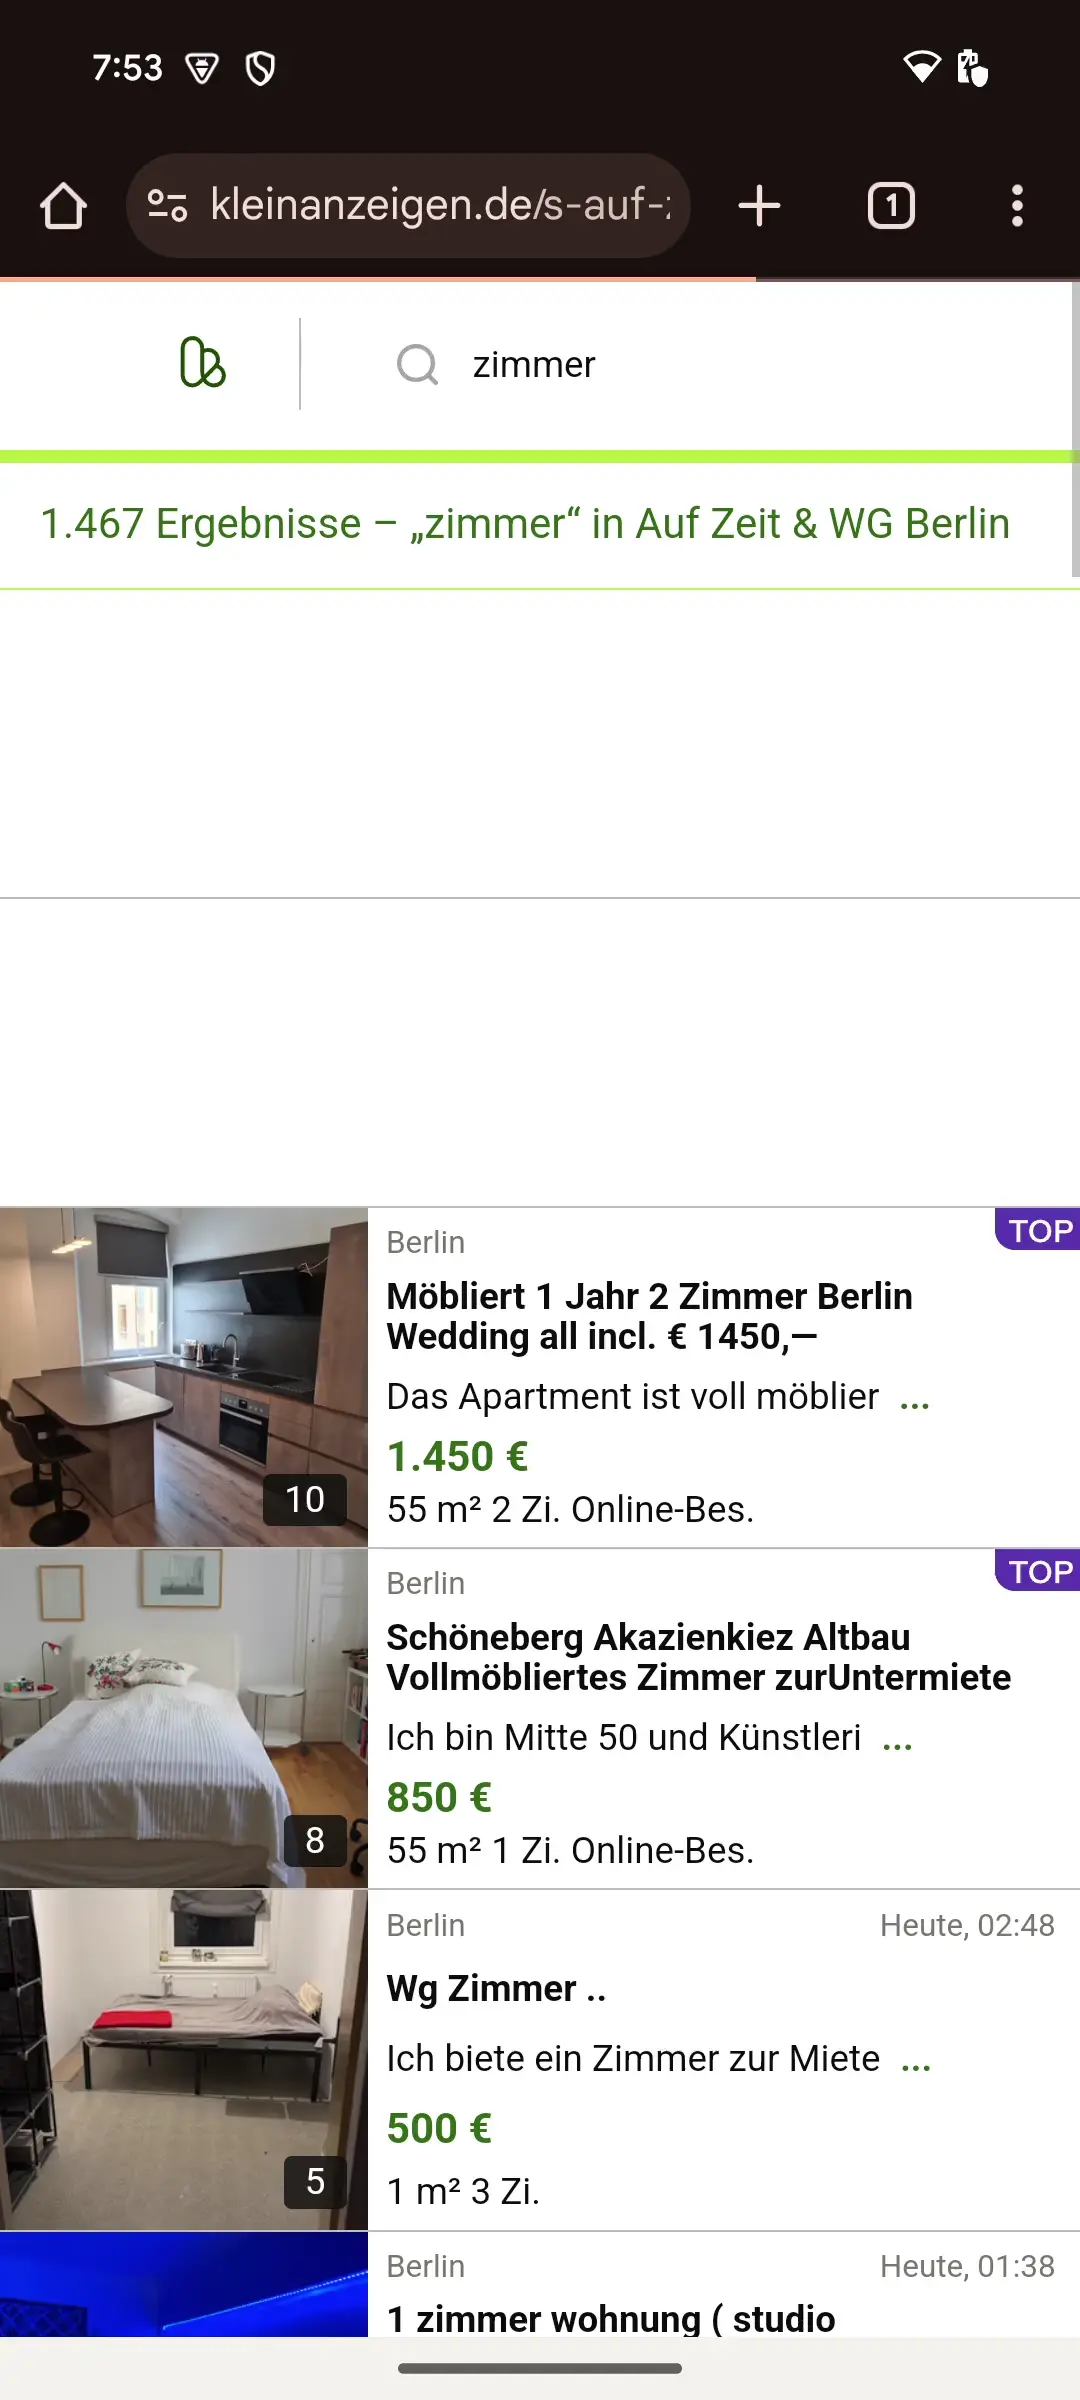 7:53
kleinanzeigen.de/s-auf-
1
zimmer
1.467 Ergebnisse – „zimmer“ in Auf Zeit & WG Berlin
Berlin
TOP
Möbliert 1 Jahr 2 Zimmer Berlin
Wedding all incl. € 1450,—
Das Apartment ist voll möblier ...
1.450 €
10
55 m² 2 Zi. Online-Bes.
Berlin
TOP
Schöneberg Akazienkiez Altbau
Vollmöbliertes Zimmer zurUntermiete
Ich bin Mitte 50 und Künstleri ...
850 €
8
55 m² 1 Zi. Online-Bes.
Berlin
Heute, 02:48
Wg Zimmer ..
Ich biete ein Zimmer zur Miete ...
500 €
5
1 m² 3 Zi.
Berlin
Heute, 01:38
1 zimmer wohnung ( studio